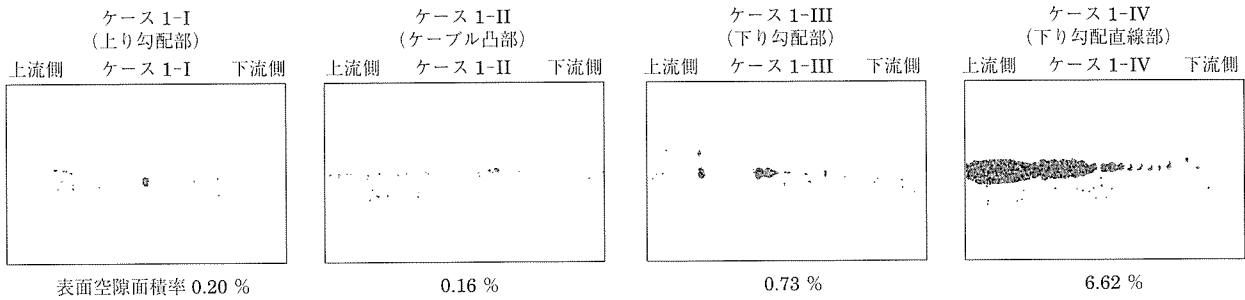 ケース 1-I
（上り勾配部）
上流側 ケース 1-I 下流側
表面空隙面積率 0.20 %
ケース 1-II
（ケーブル凸部）
上流側 ケース 1-II 下流側
0.16 %
ケース 1-III
（下り勾配部）
上流側 ケース 1-III 下流側
0.73 %
ケース 1-IV
（下り勾配直線部）
上流側 ケース 1-IV 下流側
6.62 %